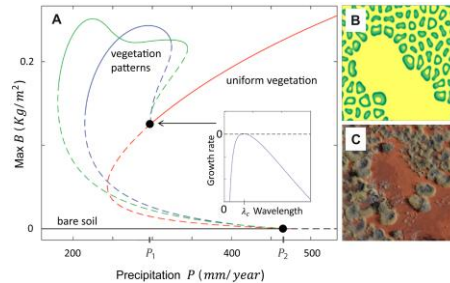 A
B
vegetation
patterns
uniform vegetation
0.2
Max B (Kg/m²)
Growth rate
0
0
λc Wavelength
C
bare soil
0
200
P₁
400
P₂
500
Precipitation P (mm/year)